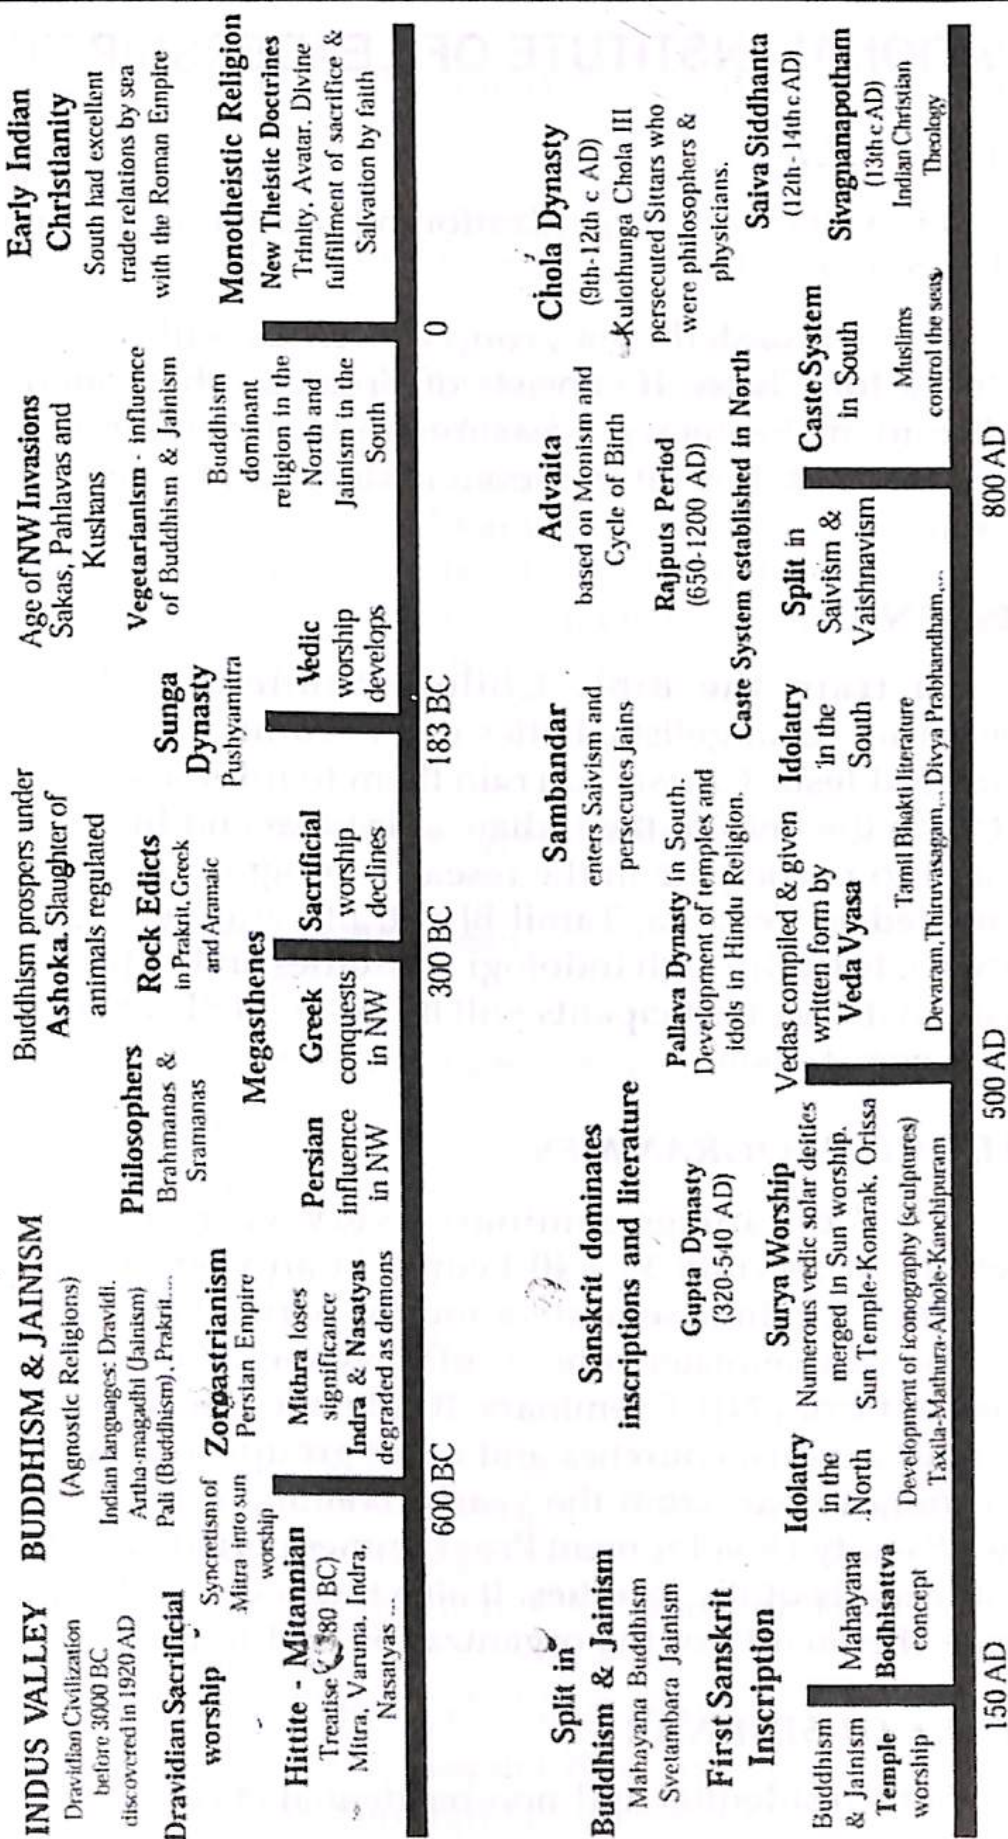 INDUS VALLEY
Dravidian Civilization
before 3000 BC
discovered in 1920 AD
Dravidian Sacrificial
worship
Hittite - Mitannian
Treatise (1380 BC)
Mitra, Varuna, Indra,
Nasatyas ...
BUDDHISM & JAINISM
(Agnostic Religions)
Indian languages: Dravidi.
Artha magadhi (Jainism)
Pali (Buddhism), Prakrit....
Syncretism of
Mitra into sun
worship
Zorgastrianism
Persian Empire
Mithra loses
significance
Indra & Nasatyas
degraded as demons
Philosophers
Brahmanas &
Sramanas
Persian
influence
in NW
Buddhism prospers under
Ashoka. Slaugher of
animals regulated
Rock Edicts
in Prakrit, Greek
and Aramaic
Megasthenes
Greek
conquests
in NW
Sacrificial
worship
declines
Sunga
Dynasty
Pushyamitra
Vedic
worship
develops
Age of NW Invasions
Sakas, Pahlavas and
Kushans
Vegetarianism - influence
of Buddhism & Jainism
Buddhism
dominant
religion in the
North and
Jainism in the
South
Early Indian
Christianity
South had excellent
trade relations by sea
with the Roman Empire
Monotheistic Religion
New Theistic Doctrines
Trinity, Avatar, Divine
fulfillment of sacrifice &
Salvation by faith
600 BC
300 BC
183 BC
0
Split in
Buddhism & Jainism
Mahayana Buddhism
Svetambara Jainism
First Sanskrit
Inscription
Buddhism
& Jainism
Temple
worship
Mahayana
Bodhisattva
concept
Sanskrit dominates
inscriptions and literature
Gupta Dynasty
(320-540 AD)
Surya Worship
Numerous vedic solar deities
merged in Sun worship.
Sun Temple-Konarak, Orissa
Idolatry
in the
North
Development of iconography (sculptures)
Taxila-Mathura-Aihole-Kanchipuram
Sambandar
enters Saivism and
persecutes Jains
Pallava Dynasty in South.
Development of temples and
idols in Hindu Religion.
Vedas compiled & given
written form by
Veda Vyasa
Idolatry
in the
South
Tamil Bhakti literature
Devaram, Thiruvasagam,... Divya Prabhandham,...
Advaita
based on Monism and
Cycle of Birth
Rajputs Period
(650-1200 AD)
Caste System established in North
Split in
Saivism &
Vaishnavism
Chola Dynasty
(9th-12th c AD)
Kulothunga Chola III
persecuted Sitars who
were philosophers &
physicians.
Caste System
in South
Saiva Siddhanta
(12th - 14th c AD)
Sivagnanapotham
(13th c AD)
Muslims
control the seas
Indian Christian
Theology
150 AD
500 AD
800 AD